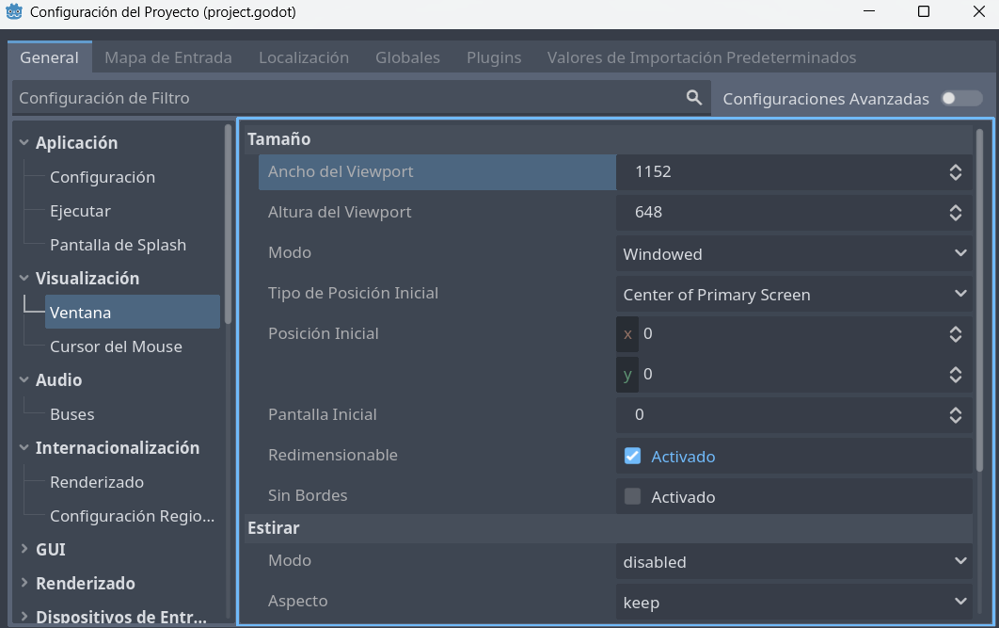 Configuración del Proyecto (project.godot)
General Mapa de Entrada Localización Globales Plugins Valores de Importación Predeterminados
Configuración de Filtro
Configuraciones Avanzadas
Aplicación
Configuración
Ejecutar
Pantalla de Splash
Visualización
Ventana
Cursor del Mouse
Audio
Buses
Internacionalización
Renderizado
Configuración Regio...
GUI
Renderizado
Dispositivos de Entr...
Tamaño
Ancho del Viewport 1152
Altura del Viewport 648
Modo Windowed
Tipo de Posición Inicial Center of Primary Screen
Posición Inicial x 0
y 0
Pantalla Inicial 0
Redimensionable Activado
Sin Bordes Activado
Estirar
Modo disabled
Aspecto keep